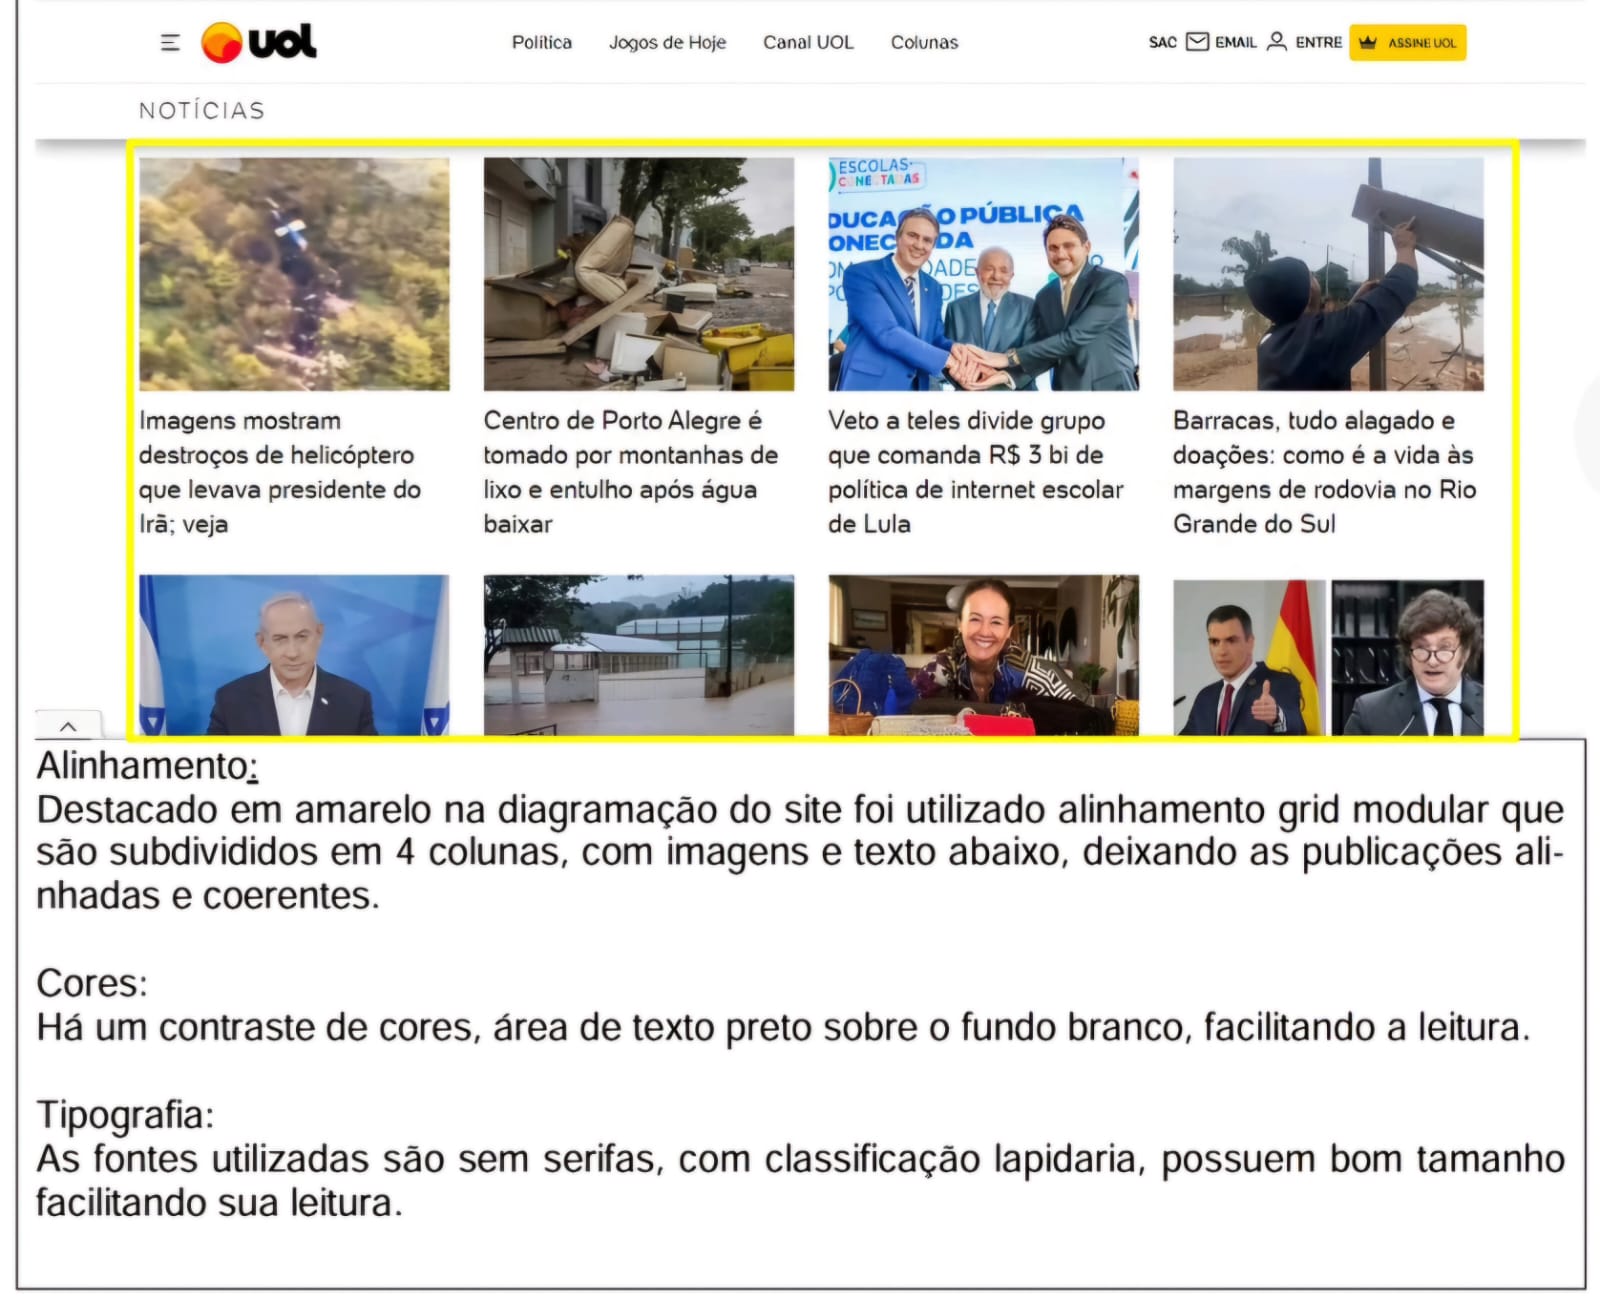 uol
Política Jogos de Hoje Canal UOL Colunas
SAC EMAIL ENTRE ASSINE UOL
NOTÍCIAS
ESCOLAS
CONECTADAS
DUCAÇÃO PÚBLICA
ONEC DA
DADE
DES
Imagens mostram
destroços de helicóptero
que levava presidente do
Irã; veja
Centro de Porto Alegre é
tomado por montanhas de
lixo e entulho após água
baixar
Veto a teles divide grupo
que comanda R$ 3 bi de
política de internet escolar
de Lula
Barracas, tudo alagado e
doações: como é a vida às
margens de rodovia no Rio
Grande do Sul
Alinhamento:
Destacado em amarelo na diagramação do site foi utilizado alinhamento grid modular que
são subdivididos em 4 colunas, com imagens e texto abaixo, deixando as publicações ali-
nhadas e coerentes.
Cores:
Há um contraste de cores, área de texto preto sobre o fundo branco, facilitando a leitura.
Tipografia:
As fontes utilizadas são sem serifas, com classificação lapidaria, possuem bom tamanho
facilitando sua leitura.